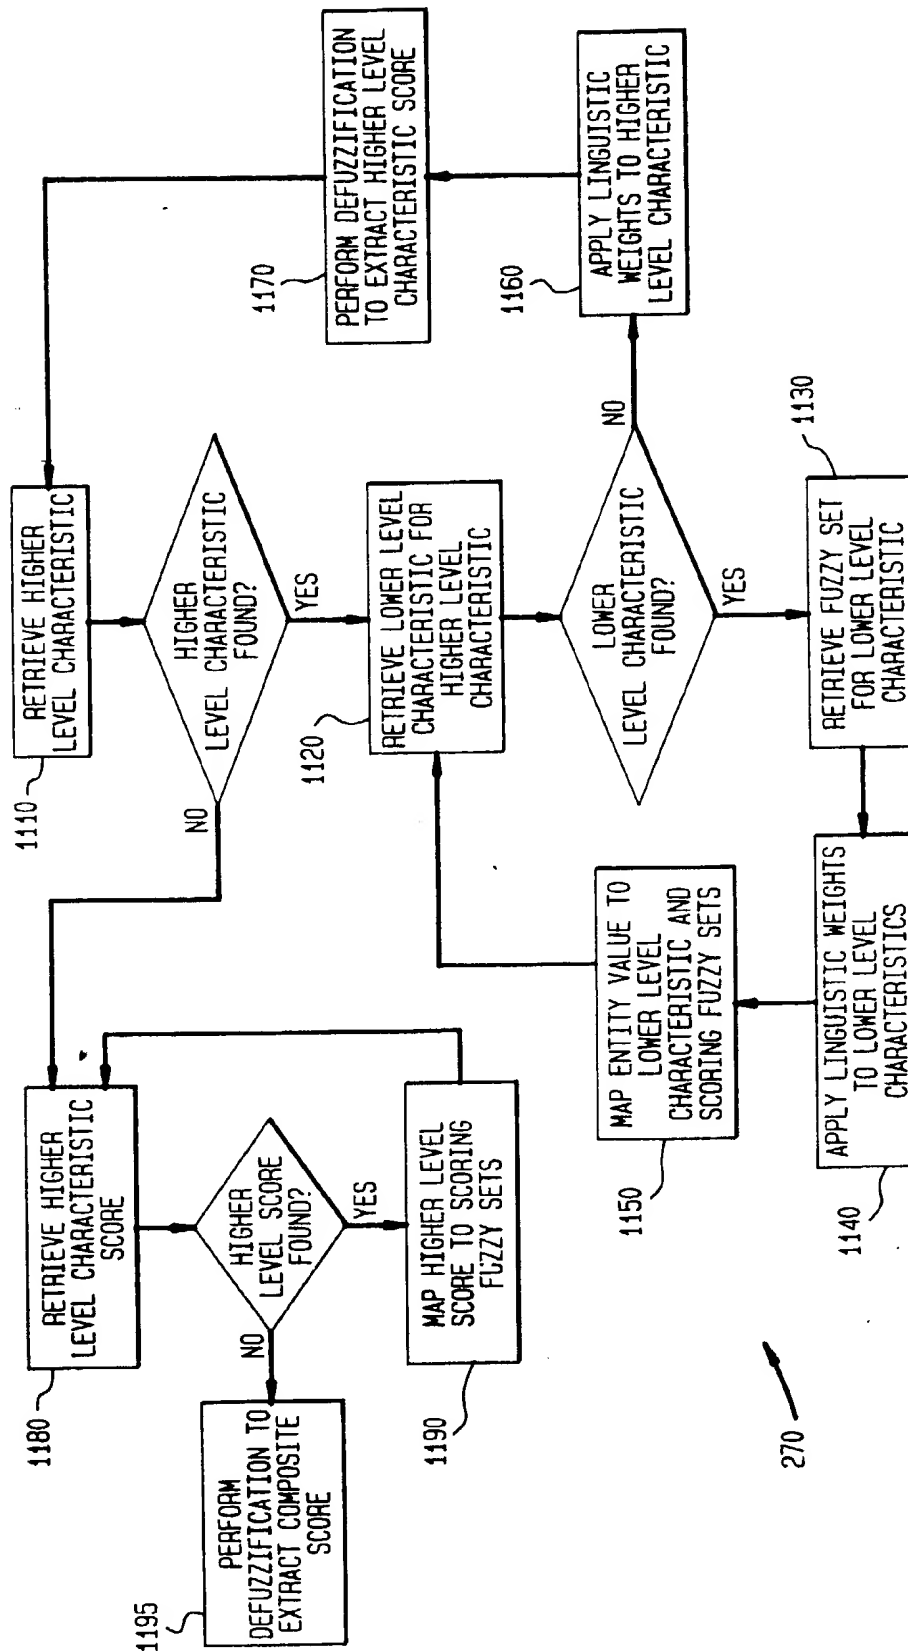 1110
RETRIEVE HIGHER
LEVEL CHARACTERISTIC
HIGHER
LEVEL CHARACTERISTIC
FOUND?
NO
YES
1120
RETRIEVE LOWER LEVEL
CHARACTERISTIC FOR
HIGHER LEVEL
CHARACTERISTIC
LOWER
LEVEL CHARACTERISTIC
FOUND?
NO
YES
1130
RETRIEVE FUZZY SET
FOR LOWER LEVEL
CHARACTERISTIC
1140
APPLY LINGUISTIC WEIGHTS
TO LOWER LEVEL
CHARACTERISTICS
1150
MAP ENTITY VALUE TO
LOWER LEVEL
CHARACTERISTIC AND
SCORING FUZZY SETS
1160
APPLY LINGUISTIC
WEIGHTS TO HIGHER
LEVEL CHARACTERISTIC
1170
PERFORM DEFUZZIFICATION
TO EXTRACT HIGHER LEVEL
CHARACTERISTIC SCORE
1180
RETRIEVE HIGHER
LEVEL CHARACTERISTIC
SCORE
HIGHER
LEVEL SCORE
FOUND?
NO
YES
1190
MAP HIGHER LEVEL
SCORE TO SCORING
FUZZY SETS
1195
PERFORM
DEFUZZIFICATION TO
EXTRACT COMPOSITE
SCORE
270